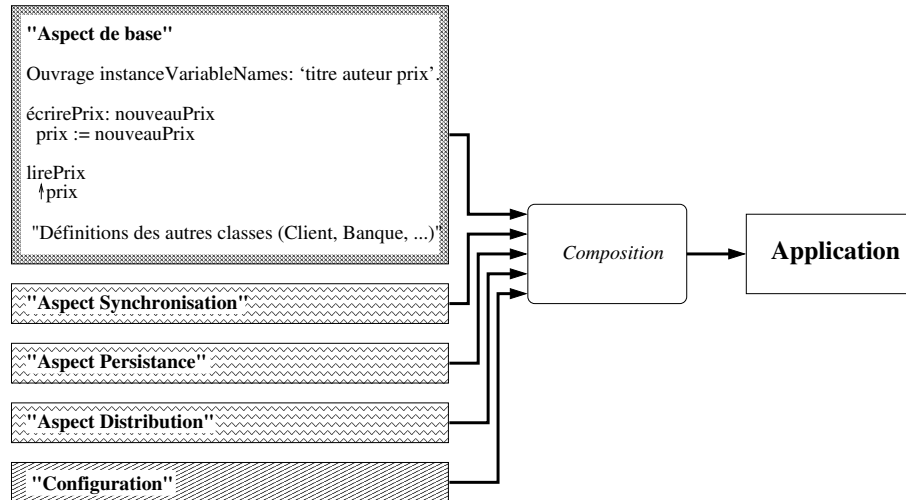 "Aspect de base"
Ouvrage instanceVariableNames: ‘titre auteur prix’.
écrirePrix: nouveauPrix
prix := nouveauPrix
lirePrix
↑prix
"Définitions des autres classes (Client, Banque, ...)"
"Aspect Synchronisation"
"Aspect Persistance"
"Aspect Distribution"
"Configuration"
Composition
Application